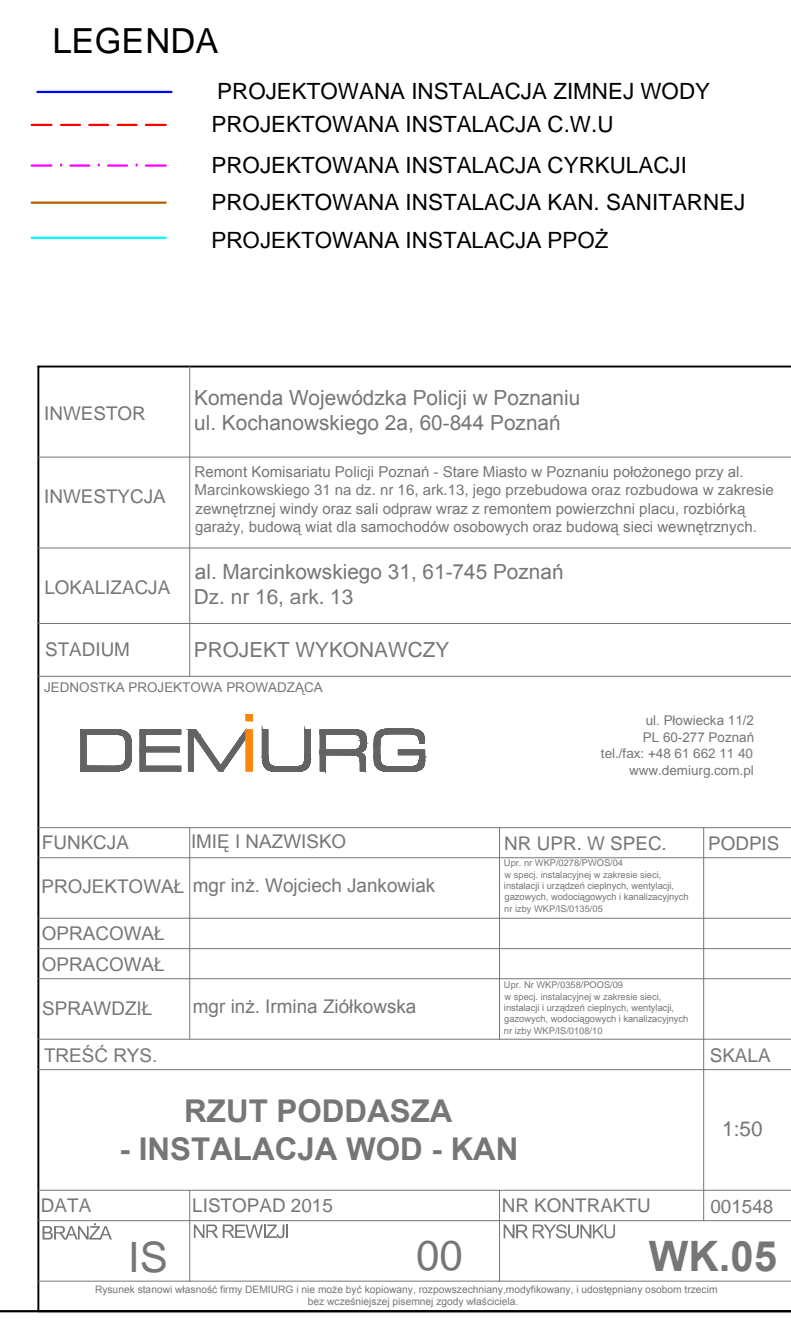 LEGENDA
PROJEKTOWANA INSTALACJA ZIMNEJ WODY
PROJEKTOWANA INSTALACJA C.W.U
PROJEKTOWANA INSTALACJA CYRKULACJI
PROJEKTOWANA INSTALACJA KAN. SANITARNEJ
PROJEKTOWANA INSTALACJA PPOŻ
INWESTOR
Komenda Wojewódzka Policji w Poznaniu
ul. Kochanowskiego 2a, 60-844 Poznań
INWESTYCJA
Remont Komisariatu Policji Poznań - Stare Miasto w Poznaniu położonego przy al.
Marcinkowskiego 31 na dz. nr 16, ark.13, jego przebudowa oraz rozbudowa w zakresie
zewnętrznej windy oraz sali odpraw wraz z remontem powierzchni placu, rozbiórką
garaży, budową wiat dla samochodów osobowych oraz budową sieci wewnętrznych.
LOKALIZACJA
al. Marcinkowskiego 31, 61-745 Poznań
Dz. nr 16, ark. 13
STADIUM
PROJEKT WYKONAWCZY
JEDNOSTKA PROJEKTOWA PROWADZĄCA
DEMIURG
ul. Płowiecka 11/2
PL 60-277 Poznań
tel./fax: +48 61 662 11 40
www.demiurg.com.pl
FUNKCJA IMIĘ I NAZWISKO NR UPR. W SPEC. PODPIS
PROJEKTOWAŁ mgr inż. Wojciech Jankowiak
Upr. nr WKP/0278/PWOS/04
w specj. instalacyjnej w zakresie sieci,
instalacji i urządzeń cieplnych, wentylacji,
gazowych, wodociągowych i kanalizacyjnych
nr izby WKP/IS/0135/05
OPRACOWAŁ
OPRACOWAŁ
SPRAWDZIŁ mgr inż. Irmina Ziółkowska
Upr. Nr WKP/0358/POOS/09
w specj. instalacyjnej w zakresie sieci,
instalacji i urządzeń cieplnych, wentylacji,
gazowych, wodociągowych i kanalizacyjnych
nr izby WKP/IS/0108/10
TREŚĆ RYS. SKALA
RZUT PODDASZA
- INSTALACJA WOD - KAN
1:50
DATA LISTOPAD 2015 NR KONTRAKTU 001548
BRANŻA IS NR REWIZJI 00 NR RYSUNKU WK.05
Rysunek stanowi własność firmy DEMIURG i nie może być kopiowany, rozpowszechniany,modyfikowany, i udostępniany osobom trzecim
bez wcześniejszej pisemnej zgody właściciela.